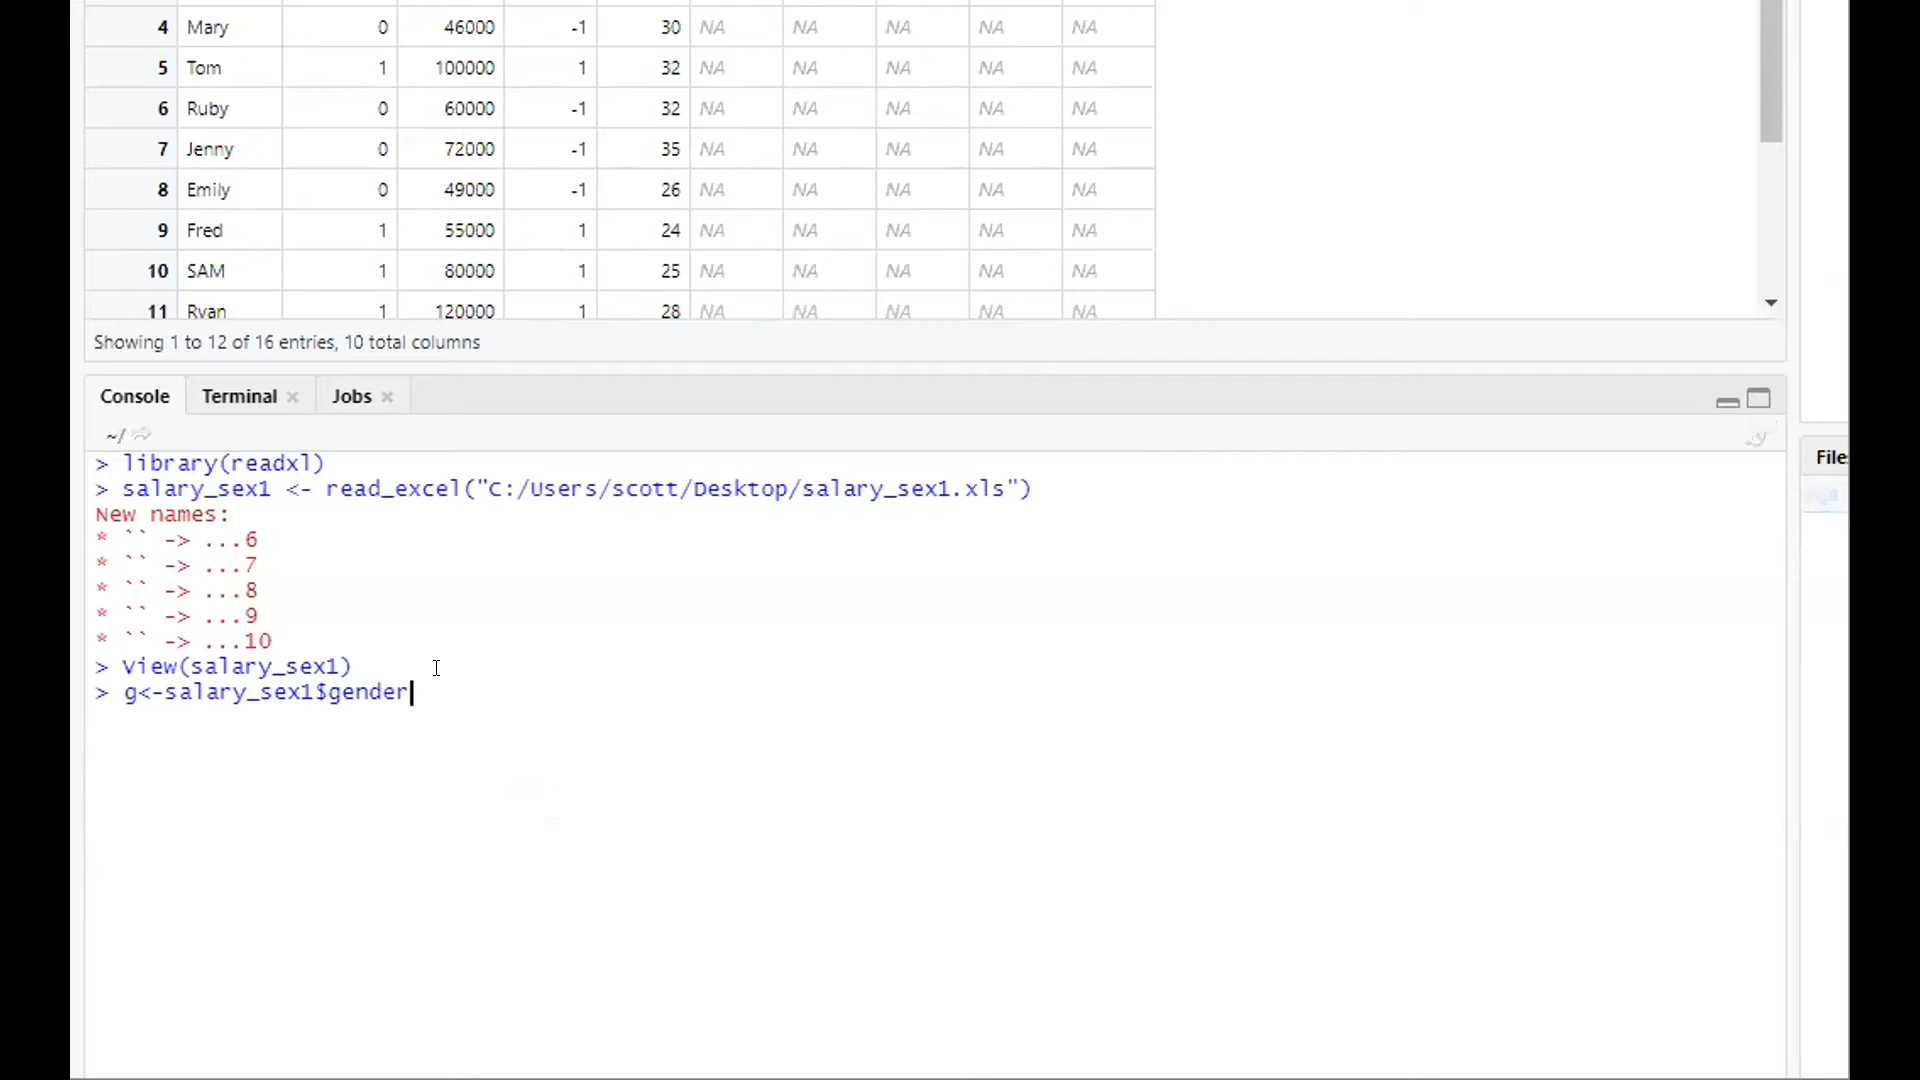 4 Mary 0 46000 -1 30 NA NA NA NA NA
5 Tom 1 100000 1 32 NA NA NA NA NA
6 Ruby 0 60000 -1 32 NA NA NA NA NA
7 Jenny 0 72000 -1 35 NA NA NA NA NA
8 Emily 0 49000 -1 26 NA NA NA NA NA
9 Fred 1 55000 1 24 NA NA NA NA NA
10 SAM 1 80000 1 25 NA NA NA NA NA
11 Ryan 1 120000 1 28 NA NA NA NA NA
Showing 1 to 12 of 16 entries, 10 total columns
Console Terminal Jobs
~/
File
> library(readxl)
> salary_sex1 <- read_excel("C:/Users/scott/Desktop/salary_sex1.xls")
New names:
* `` -> ...6
* `` -> ...7
* `` -> ...8
* `` -> ...9
* `` -> ...10
> View(salary_sex1)
> g<-salary_sex1$gender